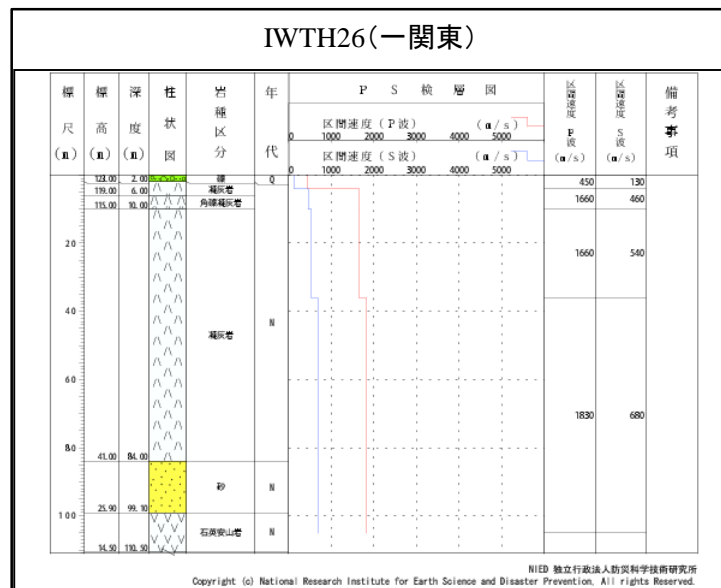 IWTH26(一関東)
標尺(m) 標高(m) 深度(m) 柱状図 岩種区分 年代 PS検層図 区間速度 P波 (m/s) 区間速度 S波 (m/s) 備考事項
区間速度(P波) (m/s)
0 1000 2000 3000 4000 5000
区間速度(S波) (m/s)
0 1000 2000 3000 4000 5000
123.00 2.00 礫 Q 450 130
119.00 6.00 凝灰岩 1660 460
115.00 10.00 角礫凝灰岩
20 1660 540
40 凝灰岩 N
60 1830 680
80
41.00 84.00
砂 N
25.90 99.10
100
石英安山岩 N
14.50 110.50
NIED 独立行政法人防災科学技術研究所
Copyright (c) National Research Institute for Earth Science and Disaster Prevention, All rights Reserved.